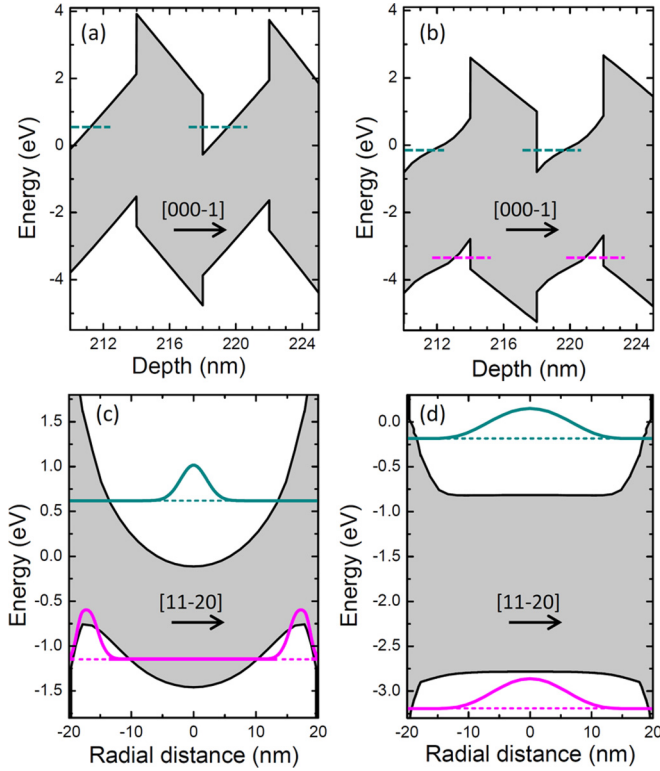 (a)
(b)
4
2
0
-2
-4
Energy (eV)
[000-1]
212 216 220 224
Depth (nm)
4
2
0
-2
-4
Energy (eV)
[000-1]
212 216 220 224
Depth (nm)
(c)
(d)
1.5
1.0
0.5
0.0
-0.5
-1.0
-1.5
Energy (eV)
[11-20]
-20 -10 0 10 20
Radial distance (nm)
0.0
-0.5
-1.0
-1.5
-2.0
-2.5
-3.0
Energy (eV)
[11-20]
-20 -10 0 10 20
Radial distance (nm)